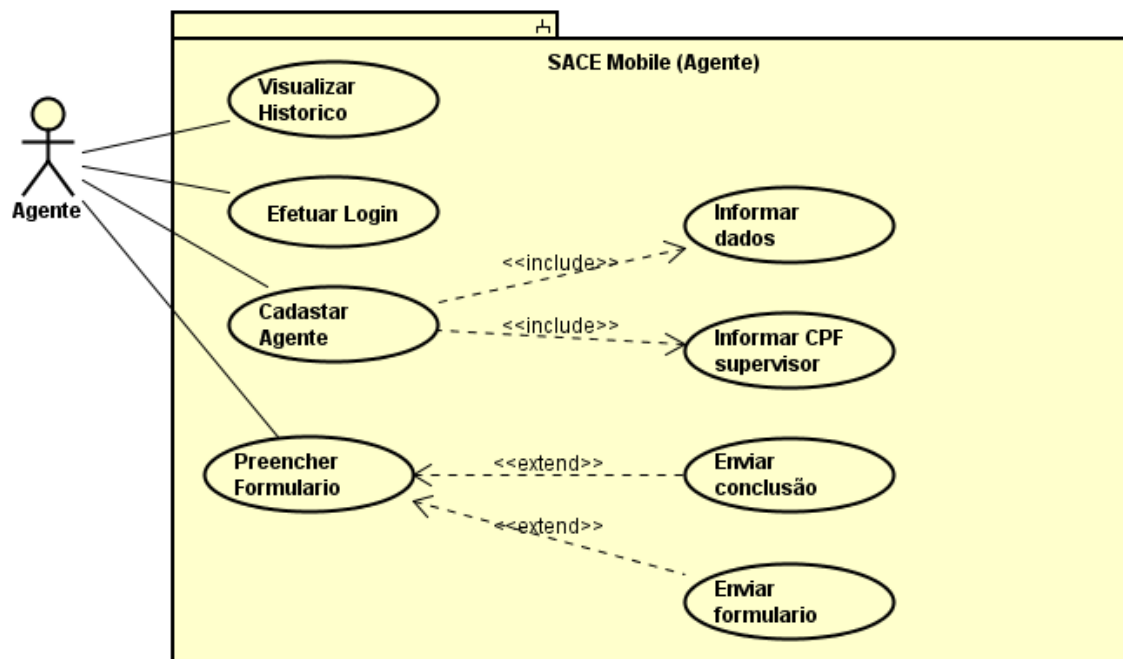 SACE Mobile (Agente)
Visualizar
Historico
Agente
Efetuar Login
Informar
dados
<<include>>
Cadastar
Agente
<<include>>
Informar CPF
supervisor
Preencher
Formulario
<<extend>>
Enviar
conclusão
<<extend>>
Enviar
formulario